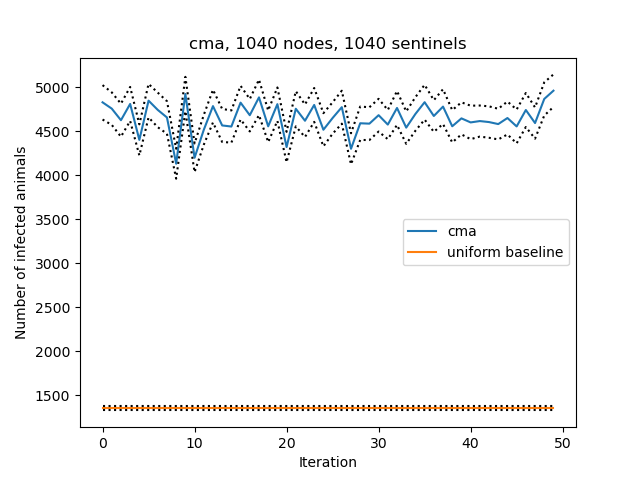 cma, 1040 nodes, 1040 sentinels
Number of infected animals
5000
4500
4000
3500
3000
2500
2000
1500
cma
uniform baseline
0
10
20
30
40
50
Iteration